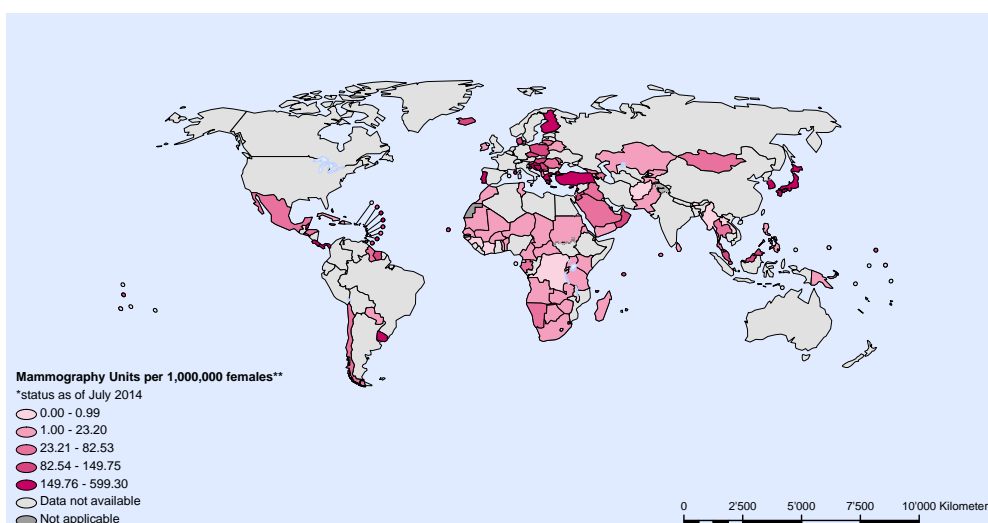 Mammography Units per 1,000,000 females**
*status as of July 2014
0.00 - 0.99
1.00 - 23.20
23.21 - 82.53
82.54 - 149.75
149.76 - 599.30
Data not available
Not applicable
0 2'500 5'000 7'500 10'000 Kilometer